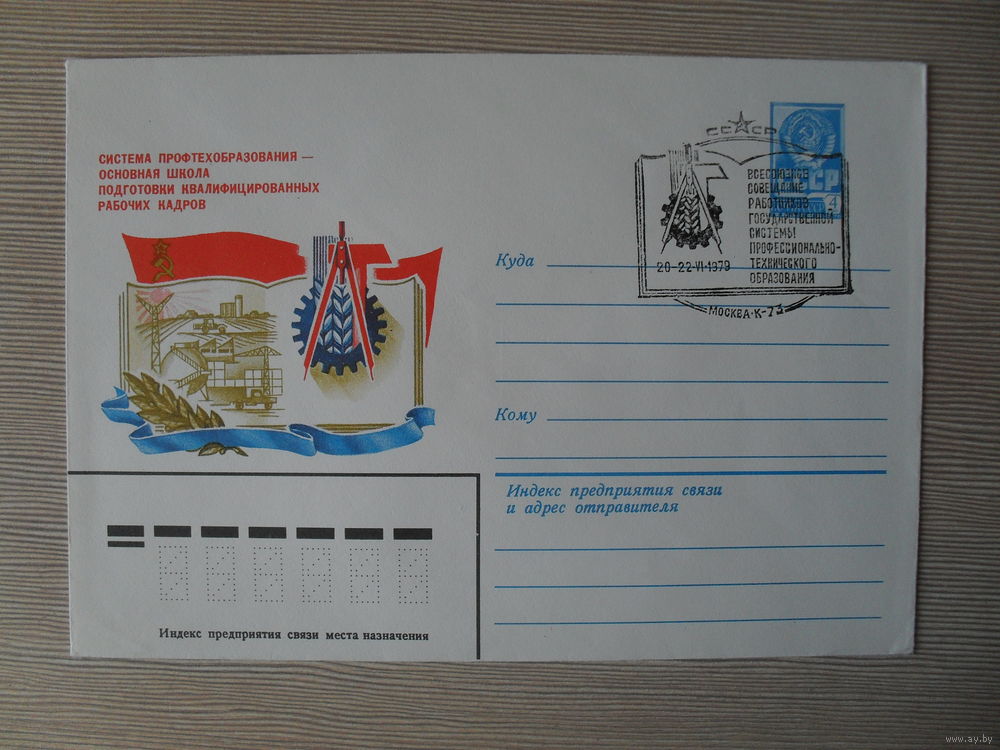 СИСТЕМА ПРОФТЕХОБРАЗОВАНИЯ —
ОСНОВНАЯ ШКОЛА
ПОДГОТОВКИ КВАЛИФИЦИРОВАННЫХ
РАБОЧИХ КАДРОВ
СССР
ВСЕСОЮЗНОЕ
СОВЕЩАНИЕ
РАБОТНИКОВ
ГОСУДАРСТВЕННОЙ
СИСТЕМЫ
ПРОФЕССИОНАЛЬНО-
ТЕХНИЧЕСКОГО
ОБРАЗОВАНИЯ
20-22·VI·1979
МОСКВА·К-73
СССР
4
Куда
Кому
Индекс предприятия связи
и адрес отправителя
Индекс предприятия связи места назначения
www.ay.by